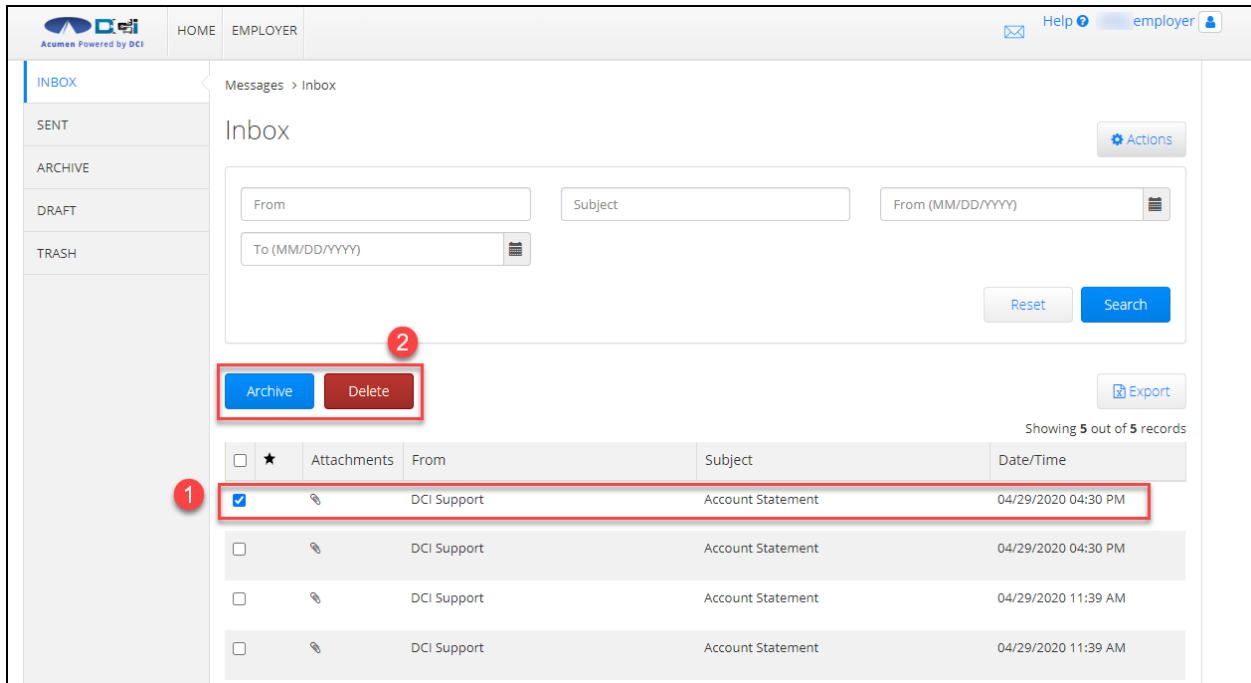 DCI HOME EMPLOYER Help employer
Acumen Powered by DCI
INBOX
SENT
ARCHIVE
DRAFT
TRASH
Messages > Inbox
Inbox
Actions
From Subject From (MM/DD/YYYY)
To (MM/DD/YYYY)
Reset Search
2
Archive Delete Export
Showing 5 out of 5 records
Attachments From Subject Date/Time
1
DCI Support Account Statement 04/29/2020 04:30 PM
DCI Support Account Statement 04/29/2020 04:30 PM
DCI Support Account Statement 04/29/2020 11:39 AM
DCI Support Account Statement 04/29/2020 11:39 AM